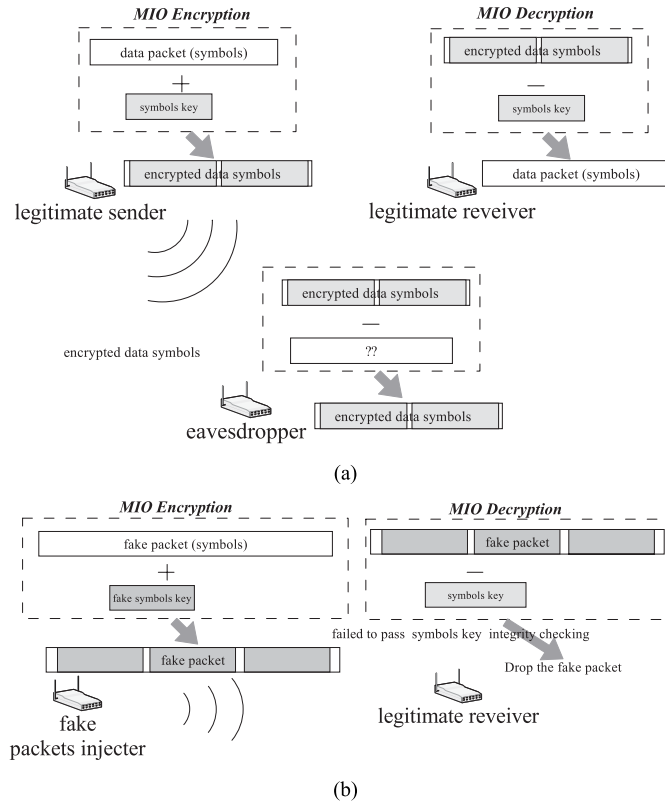 MIO Encryption
data packet (symbols)
+
symbols key
encrypted data symbols
legitimate sender
MIO Decryption
encrypted data symbols
—
symbols key
data packet (symbols)
legitimate reveiver
encrypted data symbols
encrypted data symbols
—
??
encrypted data symbols
eavesdropper
(a)
MIO Encryption
fake packet (symbols)
+
fake symbols key
fake packet
fake
packets injecter
MIO Decryption
fake packet
—
symbols key
failed to pass symbols key integrity checking
Drop the fake packet
legitimate reveiver
(b)